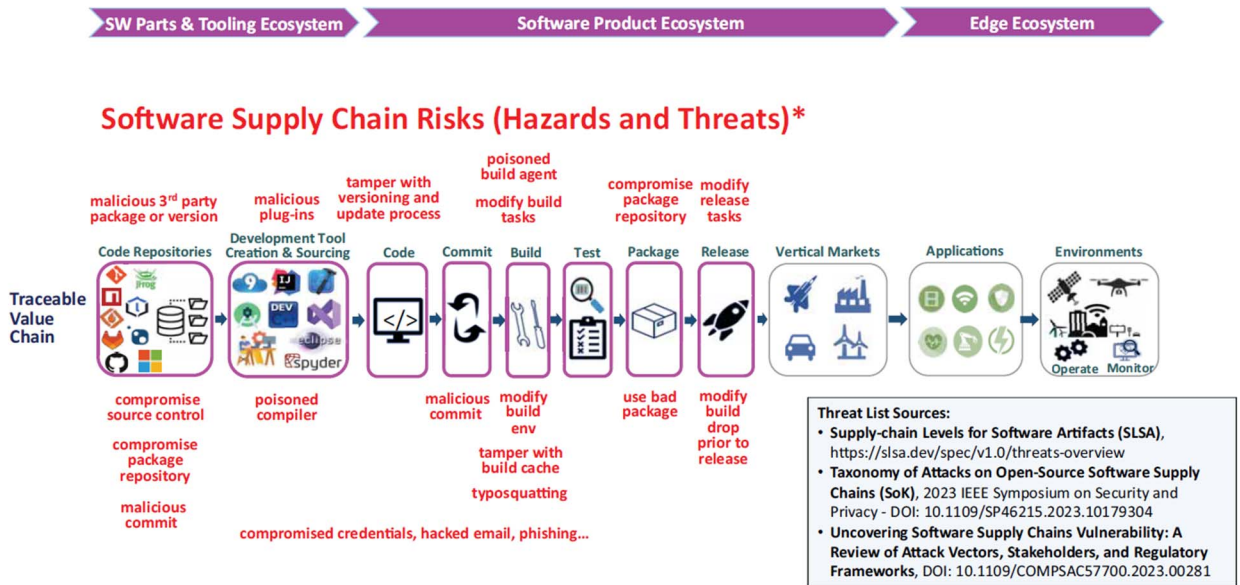 SW Parts & Tooling Ecosystem
Software Product Ecosystem
Edge Ecosystem
Software Supply Chain Risks (Hazards and Threats)*
malicious 3rd party
package or version
malicious
plug-ins
tamper with
versioning and
update process
poisoned
build agent
modify build
tasks
compromise
package
repository
modify
release
tasks
Traceable
Value
Chain
Code Repositories
JFrog
Development Tool
Creation & Sourcing
9
IJ
DEV
eclipse
SPYDER
Code
</>
Commit
Build
Test
Package
Release
Vertical Markets
Applications
Environments
Operate
Monitor
compromise
source control
compromise
package
repository
malicious
commit
poisoned
compiler
malicious
commit
modify
build
env
tamper with
build cache
typosquatting
use bad
package
modify
build
drop
prior to
release
compromised credentials, hacked email, phishing...
Threat List Sources:
• Supply-chain Levels for Software Artifacts (SLSA),
https://slsa.dev/spec/v1.0/threats-overview
• Taxonomy of Attacks on Open-Source Software Supply
Chains (SoK), 2023 IEEE Symposium on Security and
Privacy - DOI: 10.1109/SP46215.2023.10179304
• Uncovering Software Supply Chains Vulnerability: A
Review of Attack Vectors, Stakeholders, and Regulatory
Frameworks, DOI: 10.1109/COMPSAC57700.2023.00281